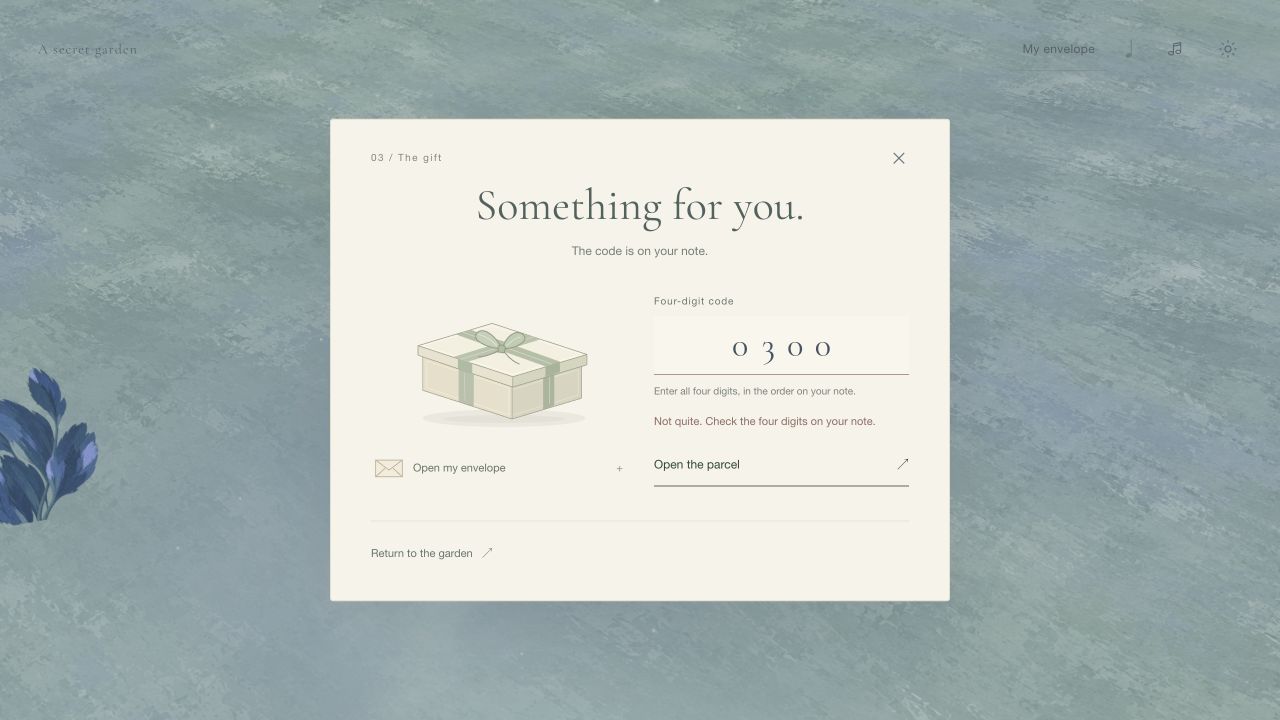 A secret garden
My envelope
03 / The gift
Something for you.
The code is on your note.
Four-digit code
0300
Enter all four digits, in the order on your note.
Not quite. Check the four digits on your note.
Open my envelope +
Open the parcel
Return to the garden